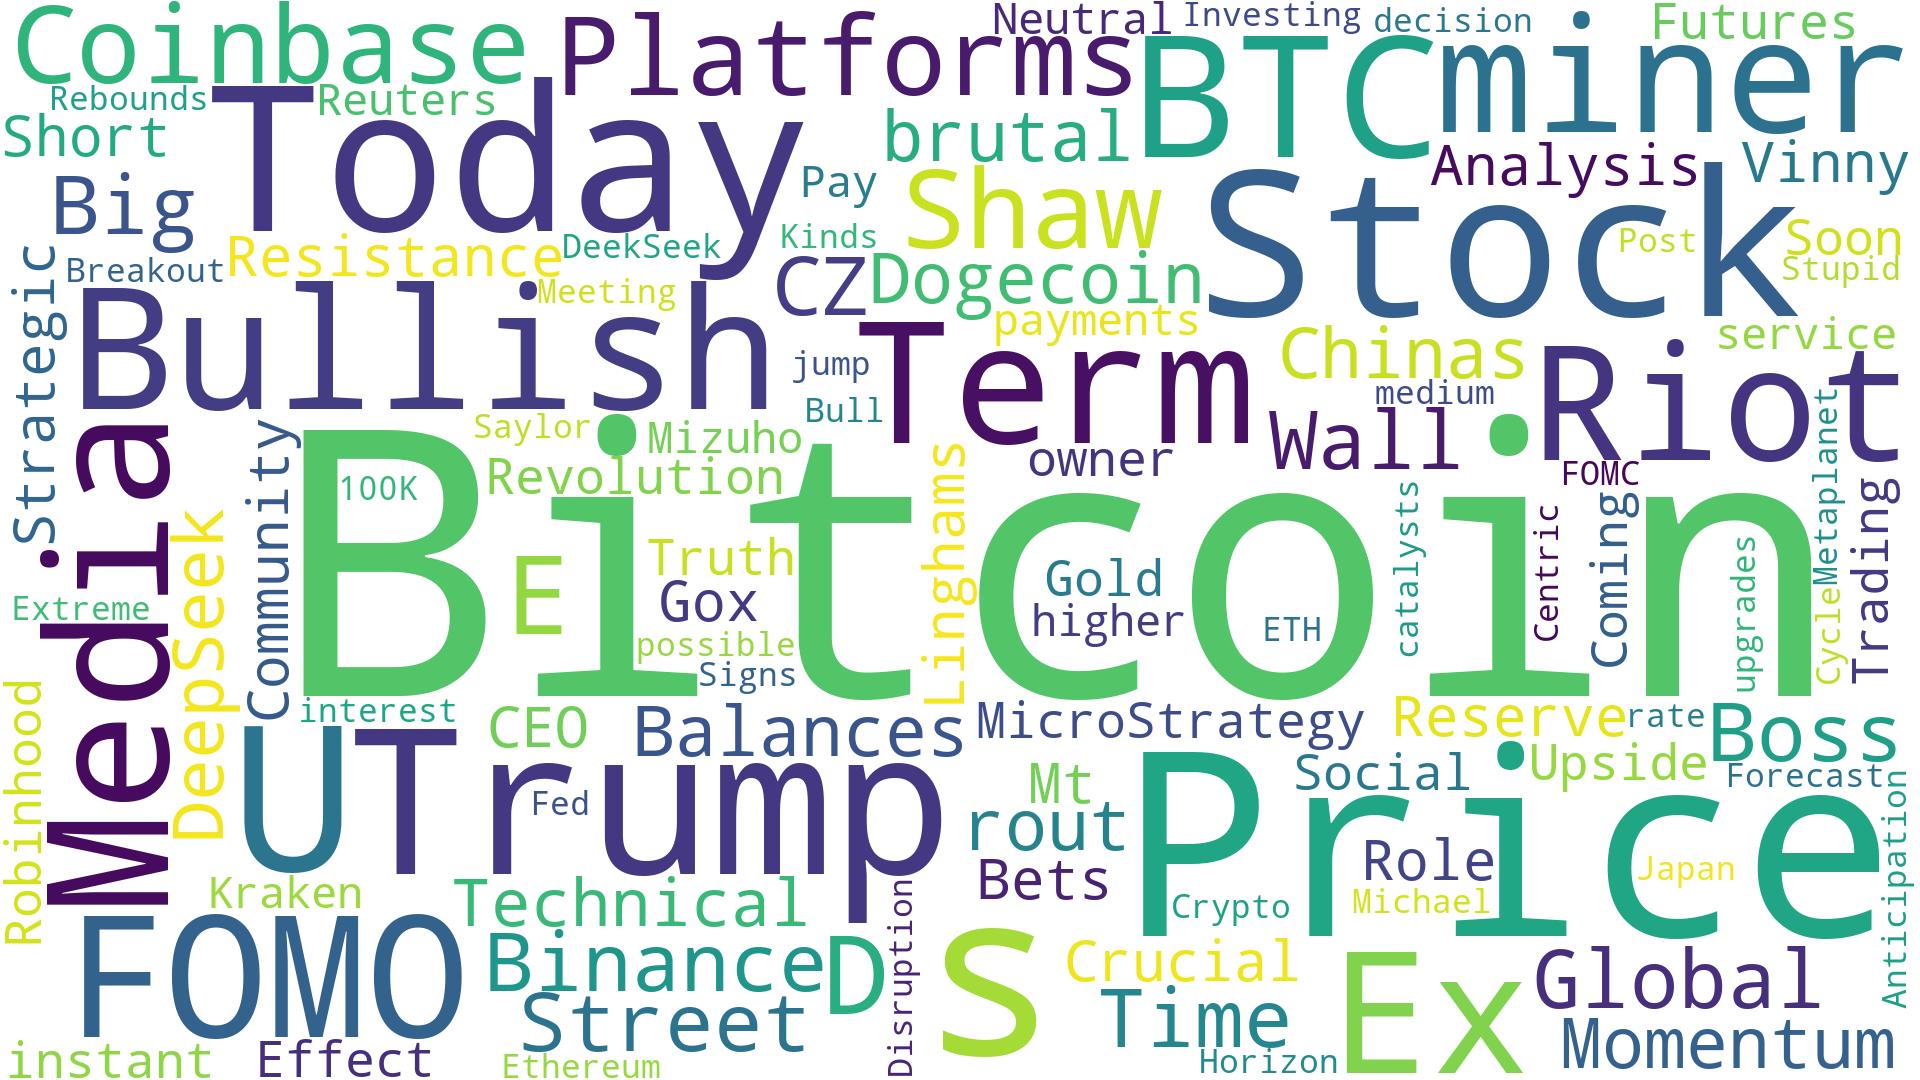 Coinbase
Platforms
Neutral
Investing
decision
BTC
miner
Futures
Rebounds
Today
Reuters
Short
brutal
Analysis
Vinny
Big
Pay
Shaw
Stock
Post
Soon
Stupid
Resistance
DeekSeek
Kinds
Strategic
Breakout
Meeting
CZ
Dogecoin
payments
Bullish
Term
Chinas
service
Riot
jump
medium
Bull
Wall
Metaplanet
Media
Community
Saylor
Mizuho
owner
FOMC
Bitcoin
100K
Revolution
Linghams
catalysts
Centric
Coming
Trading
DeepSeek
E
Truth
Gold
upgrades
Extreme
Gox
higher
ETH
Cycle
possible
Signs
Robinhood
interest
CEO
Balances
MicroStrategy
Reserve
rate
Boss
U
Trump
Fed
Mt
Social
Upside
Forecast
Price
rout
Role
Anticipation
Bets
Japan
Kraken
Technical
Crypto
Michael
FOMO
Binance
D
Disruption
S
Crucial
Ex
Global
Street
Time
Momentum
instant
Effect
Ethereum
Horizon